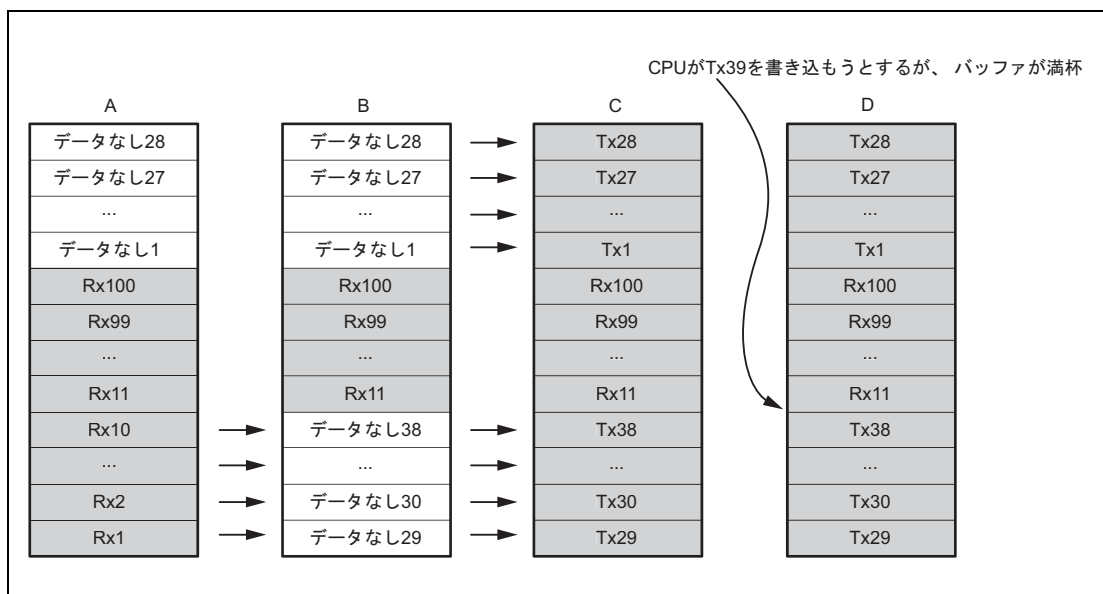 CPUがTx39を書き込もうとするが、 バッファが満杯
A
データなし28
データなし27
...
データなし1
Rx100
Rx99
...
Rx11
Rx10
...
Rx2
Rx1
B
データなし28
データなし27
...
データなし1
Rx100
Rx99
...
Rx11
データなし38
...
データなし30
データなし29
C
Tx28
Tx27
...
Tx1
Rx100
Rx99
...
Rx11
Tx38
...
Tx30
Tx29
D
Tx28
Tx27
...
Tx1
Rx100
Rx99
...
Rx11
Tx38
...
Tx30
Tx29